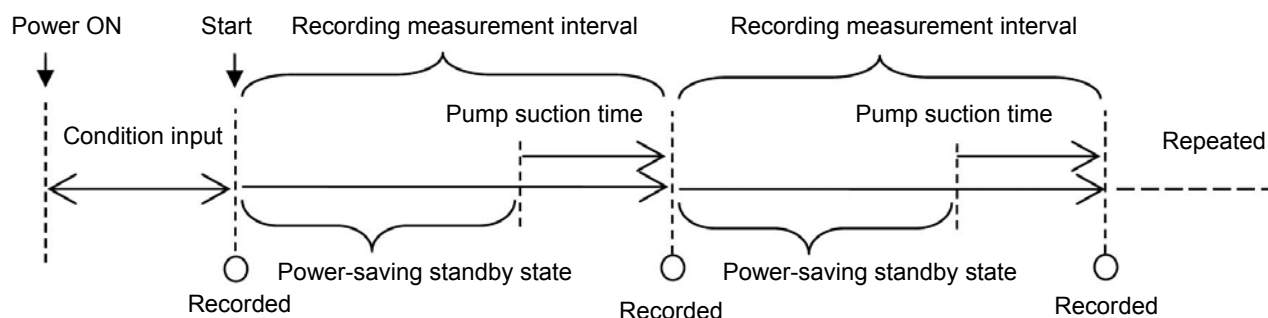 Power ON
Start
Recording measurement interval
Recording measurement interval
Pump suction time
Pump suction time
Condition input
Repeated
Power-saving standby state
Power-saving standby state
Recorded
Recorded
Recorded